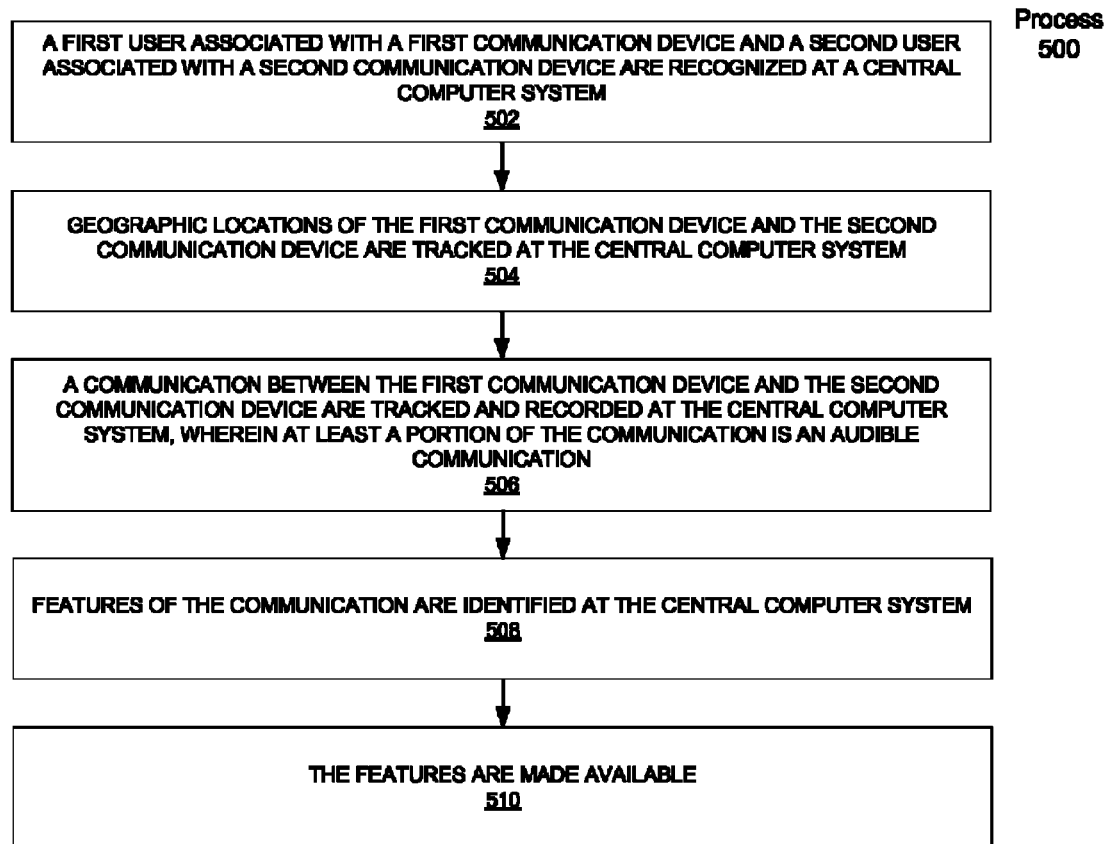 Process
500
A FIRST USER ASSOCIATED WITH A FIRST COMMUNICATION DEVICE AND A SECOND USER
ASSOCIATED WITH A SECOND COMMUNICATION DEVICE ARE RECOGNIZED AT A CENTRAL
COMPUTER SYSTEM
502
GEOGRAPHIC LOCATIONS OF THE FIRST COMMUNICATION DEVICE AND THE SECOND
COMMUNICATION DEVICE ARE TRACKED AT THE CENTRAL COMPUTER SYSTEM
504
A COMMUNICATION BETWEEN THE FIRST COMMUNICATION DEVICE AND THE SECOND
COMMUNICATION DEVICE ARE TRACKED AND RECORDED AT THE CENTRAL COMPUTER
SYSTEM, WHEREIN AT LEAST A PORTION OF THE COMMUNICATION IS AN AUDIBLE
COMMUNICATION
506
FEATURES OF THE COMMUNICATION ARE IDENTIFIED AT THE CENTRAL COMPUTER SYSTEM
508
THE FEATURES ARE MADE AVAILABLE
510